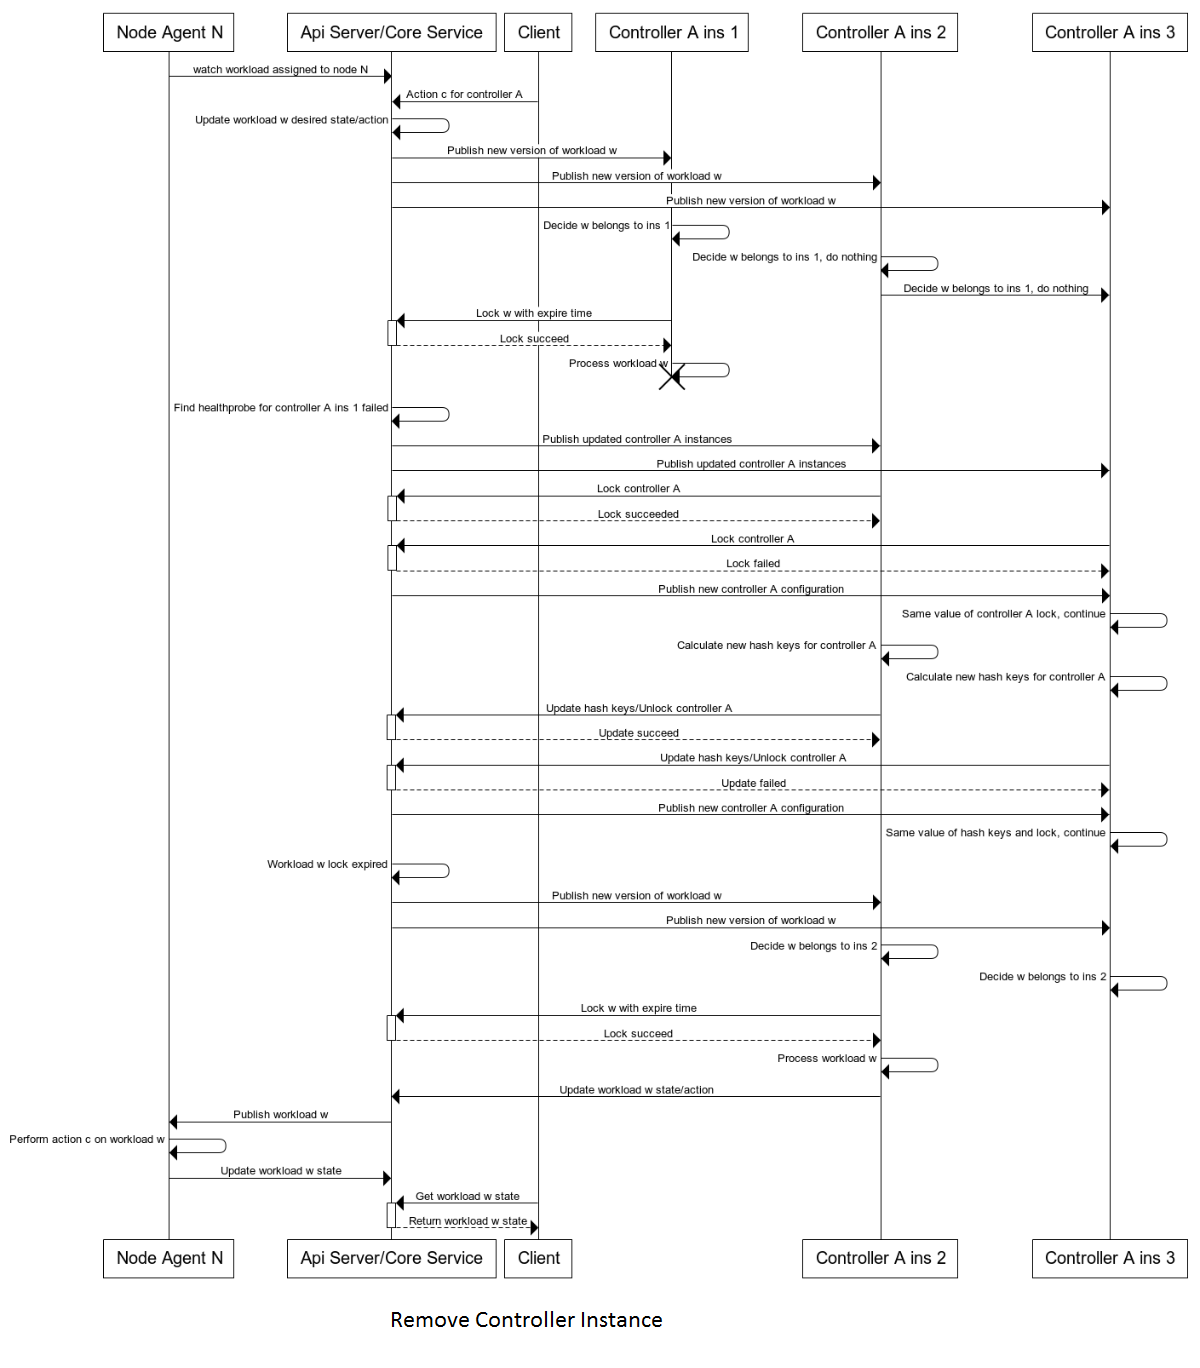 Node Agent N
Api Server/Core Service
Client
Controller A ins 1
Controller A ins 2
Controller A ins 3
watch workload assigned to node N
Action c for controller A
Update workload w desired state/action
Publish new version of workload w
Publish new version of workload w
Publish new version of workload w
Decide w belongs to ins 1
Decide w belongs to ins 1, do nothing
Decide w belongs to ins 1, do nothing
Lock w with expire time
Lock succeed
Process workload w
Find healthprobe for controller A ins 1 failed
Publish updated controller A instances
Publish updated controller A instances
Lock controller A
Lock succeeded
Lock controller A
Lock failed
Publish new controller A configuration
Same value of controller A lock, continue
Calculate new hash keys for controller A
Calculate new hash keys for controller A
Update hash keys/Unlock controller A
Update succeed
Update hash keys/Unlock controller A
Update failed
Publish new controller A configuration
Same value of hash keys and lock, continue
Workload w lock expired
Publish new version of workload w
Publish new version of workload w
Decide w belongs to ins 2
Decide w belongs to ins 2
Lock w with expire time
Lock succeed
Process workload w
Update workload w state/action
Publish workload w
Perform action c on workload w
Update workload w state
Get workload w state
Return workload w state
Node Agent N
Api Server/Core Service
Client
Controller A ins 2
Controller A ins 3
Remove Controller Instance